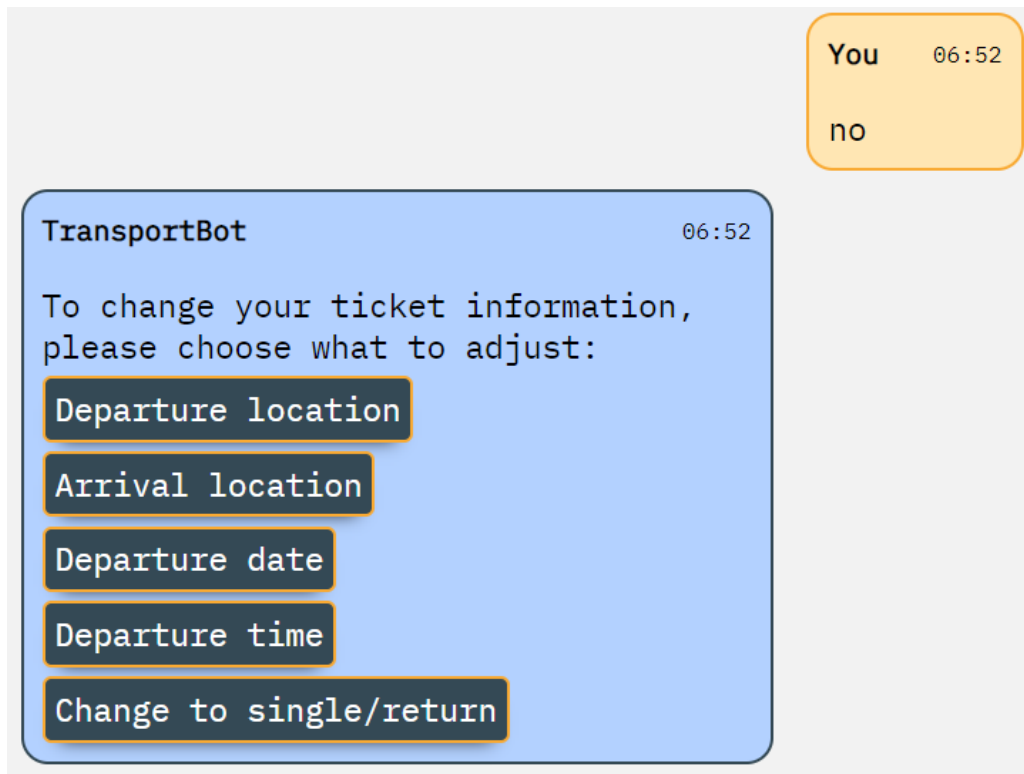 You 06:52
no
TransportBot 06:52
To change your ticket information,
please choose what to adjust:
Departure location
Arrival location
Departure date
Departure time
Change to single/return